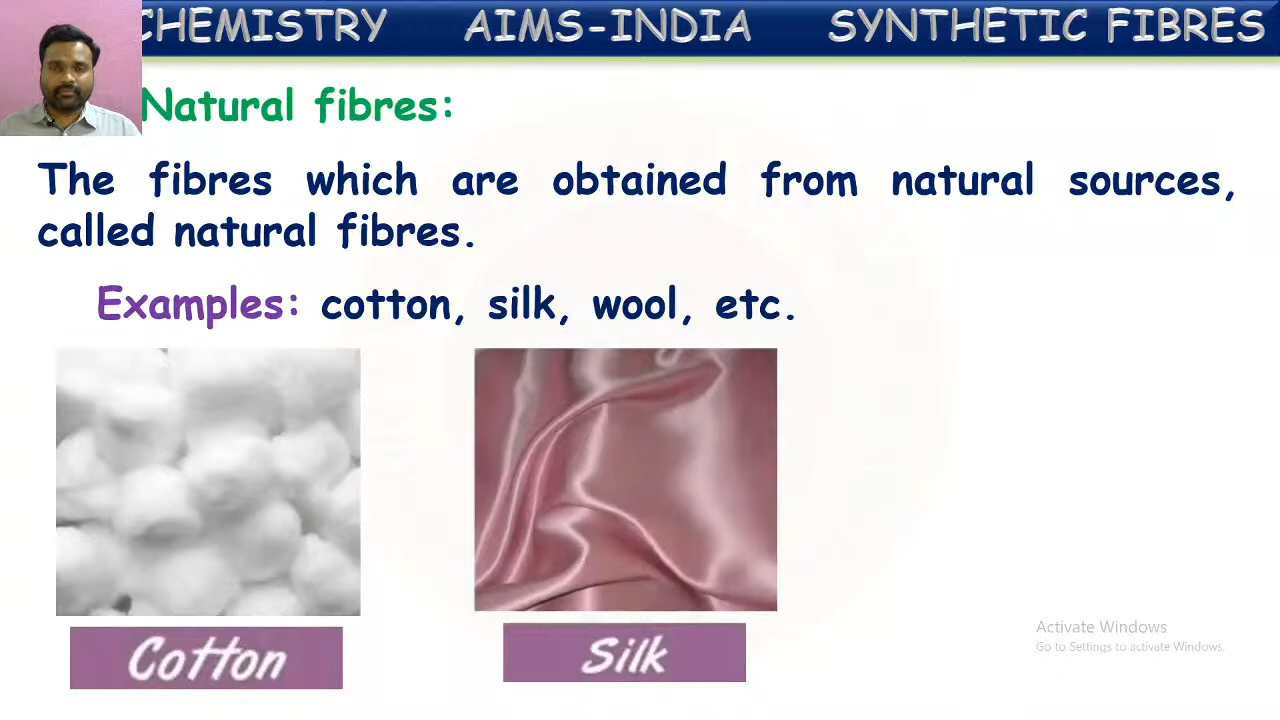 CHEMISTRY AIMS-INDIA SYNTHETIC FIBRES
Natural fibres:
The fibres which are obtained from natural sources,
called natural fibres.
Examples: cotton, silk, wool, etc.
Cotton
Silk
Activate Windows
Go to Settings to activate Windows.